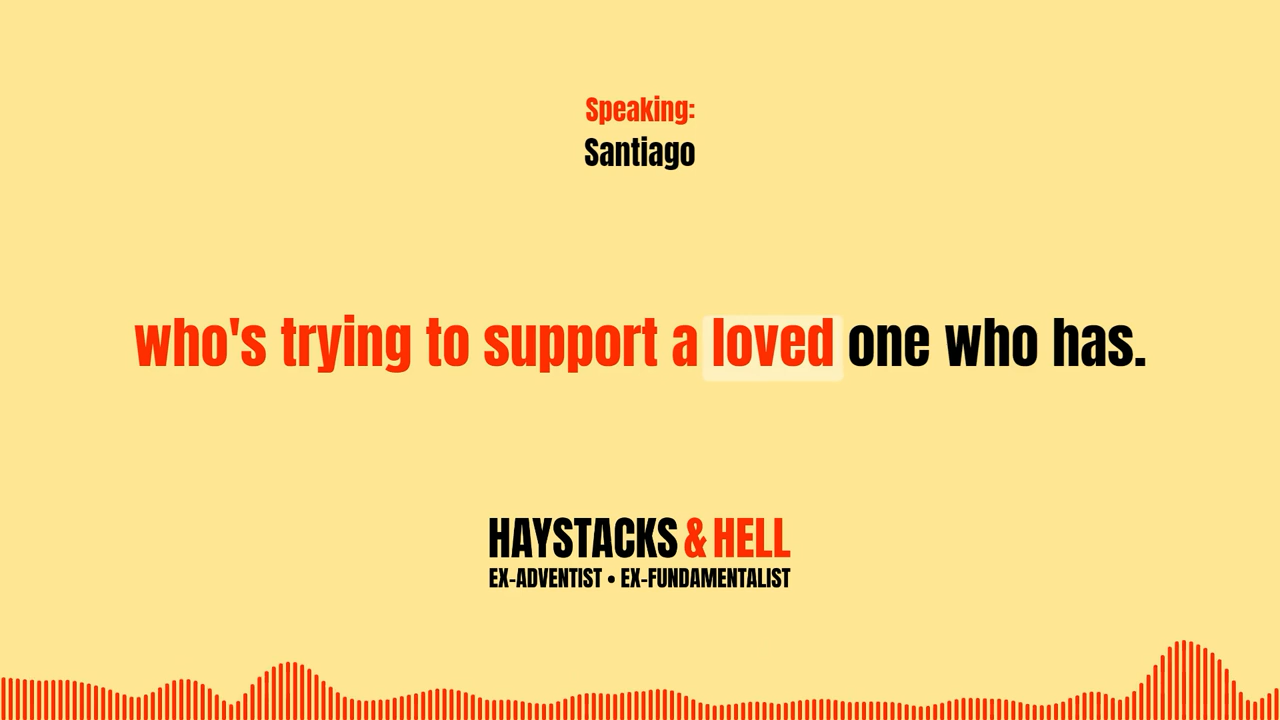 Speaking:
Santiago
who's trying to support a loved one who has.
HAYSTACKS & HELL
EX-ADVENTIST • EX-FUNDAMENTALIST